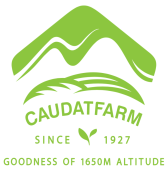 CAUDATFARM
SINCE 1927
GOODNESS OF 1650M ALTITUDE